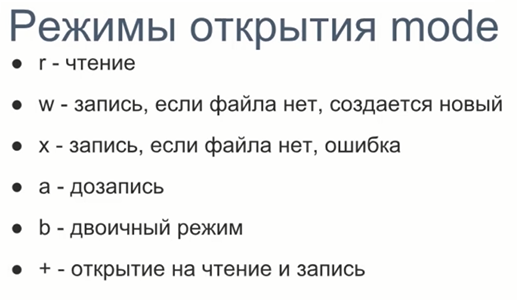 Режимы открытия mode
● r - чтение
● w - запись, если файла нет, создается новый
● x - запись, если файла нет, ошибка
● a - дозапись
● b - двоичный режим
● + - открытие на чтение и запись